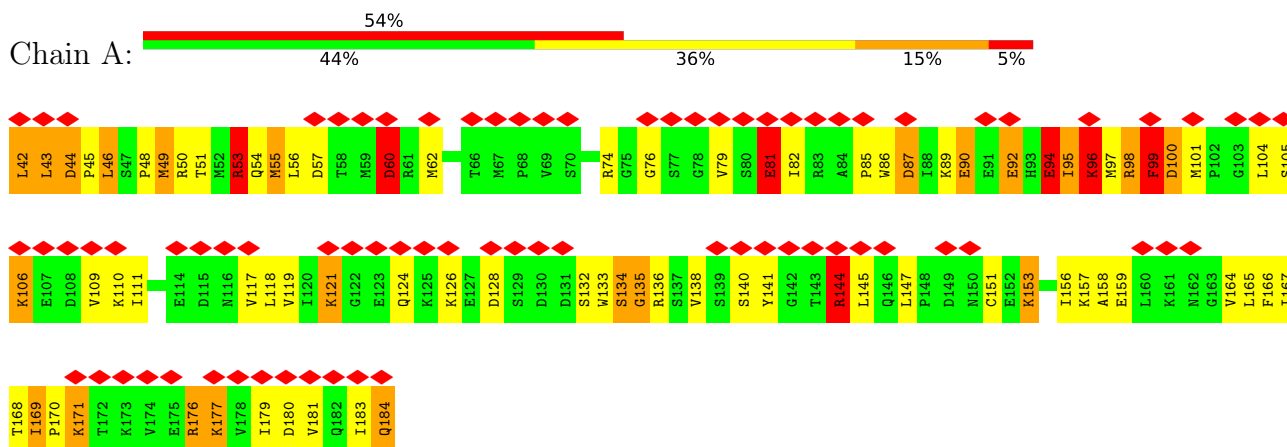 54%
Chain A:
44% 36% 15% 5%
L42 L43 D44 P45 L46 S47 P48 M49 R50 T51 M52 R53 Q54 M55 L56 D57 T58 M59 D60 R61 M62 T66 M67 P68 V69 S70 R74 G75 G76 S77 G78 V79 S80 E81 I82 R83 A84 P85 W86 D87 I88 K89 E90 E91 E92 H93 E94 I95 K96 M97 R98 F99 D100 M101 P102 G103 L104 S105
K106 E107 D108 V109 K110 I111 E114 D115 N116 V117 L118 V119 I120 K121 G122 E123 Q124 K125 K126 E127 D128 S129 D130 D131 S132 W133 S134 G135 R136 S137 V138 S139 S140 Y141 G142 T143 R144 L145 Q146 L147 P148 D149 N150 C151 E152 K153 I156 K157 A158 E159 L160 K161 N162 G163 V164 L165 F166 I167
T168 I169 P170 K171 T172 K173 V174 E175 R176 K177 V178 I179 D180 V181 Q182 I183 Q184